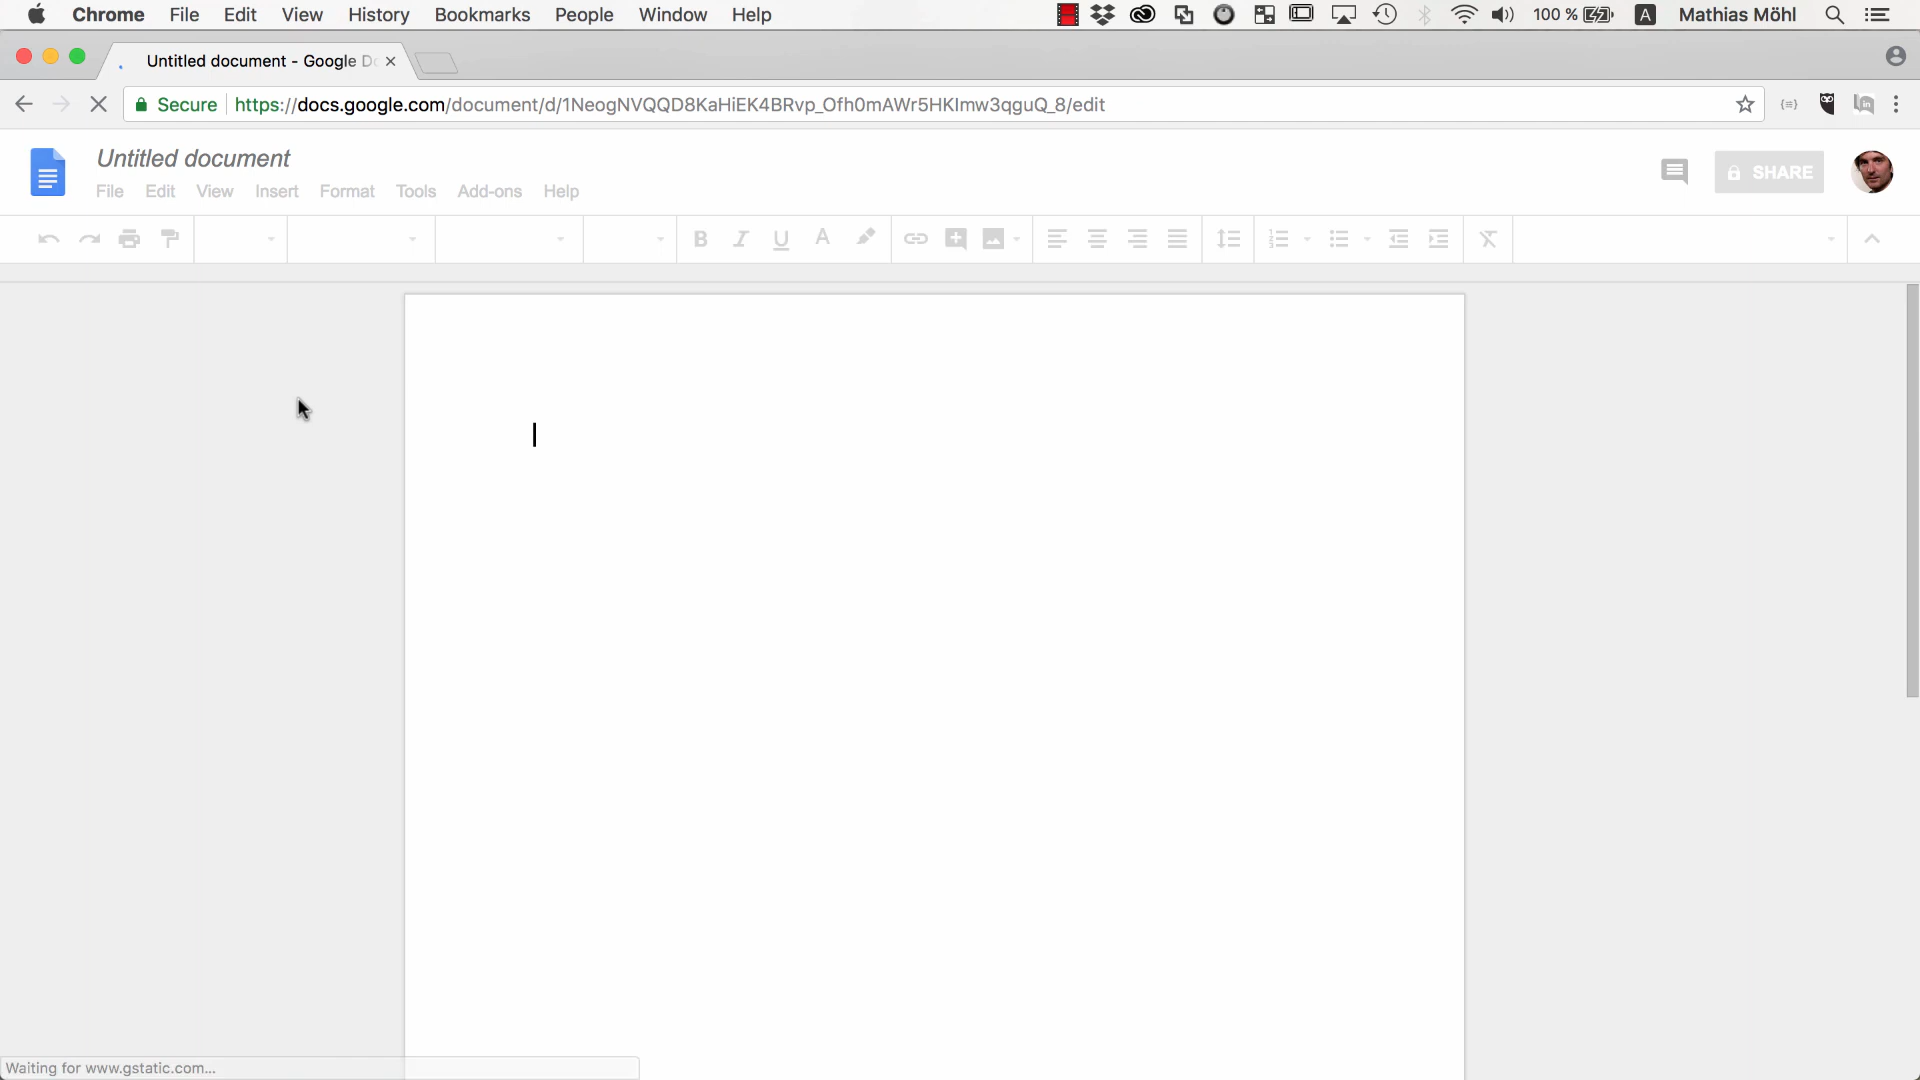 Chrome File Edit View History Bookmarks People Window Help 100 % A Mathias Möhl
Untitled document - Google Do
Secure https://docs.google.com/document/d/1NeogNVQQD8KaHiEK4BRvp_Ofh0mAWr5HKImw3qguQ_8/edit
Untitled document
File Edit View Insert Format Tools Add-ons Help
SHARE
Waiting for www.gstatic.com...